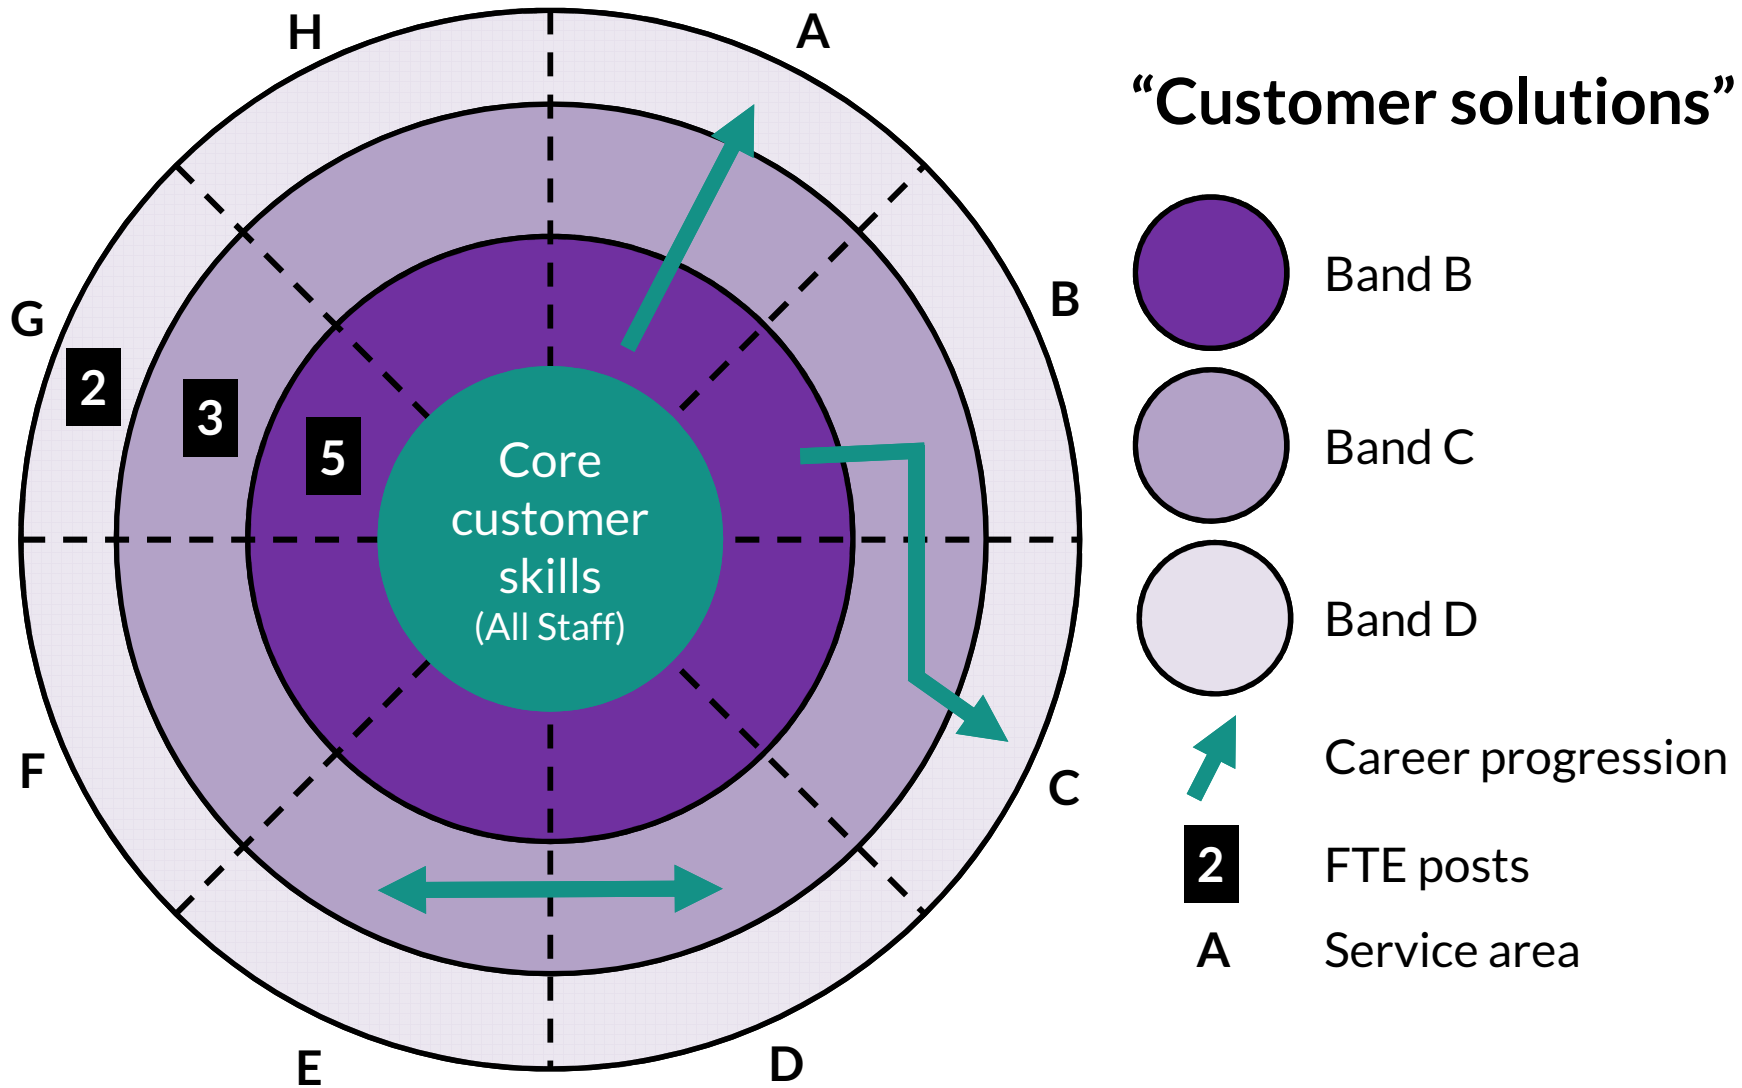 H
A
“Customer solutions”
B
G
2
3
5
Core
customer
skills
(All Staff)
F
C
E
D
Band B
Band C
Band D
Career progression
2 FTE posts
A Service area